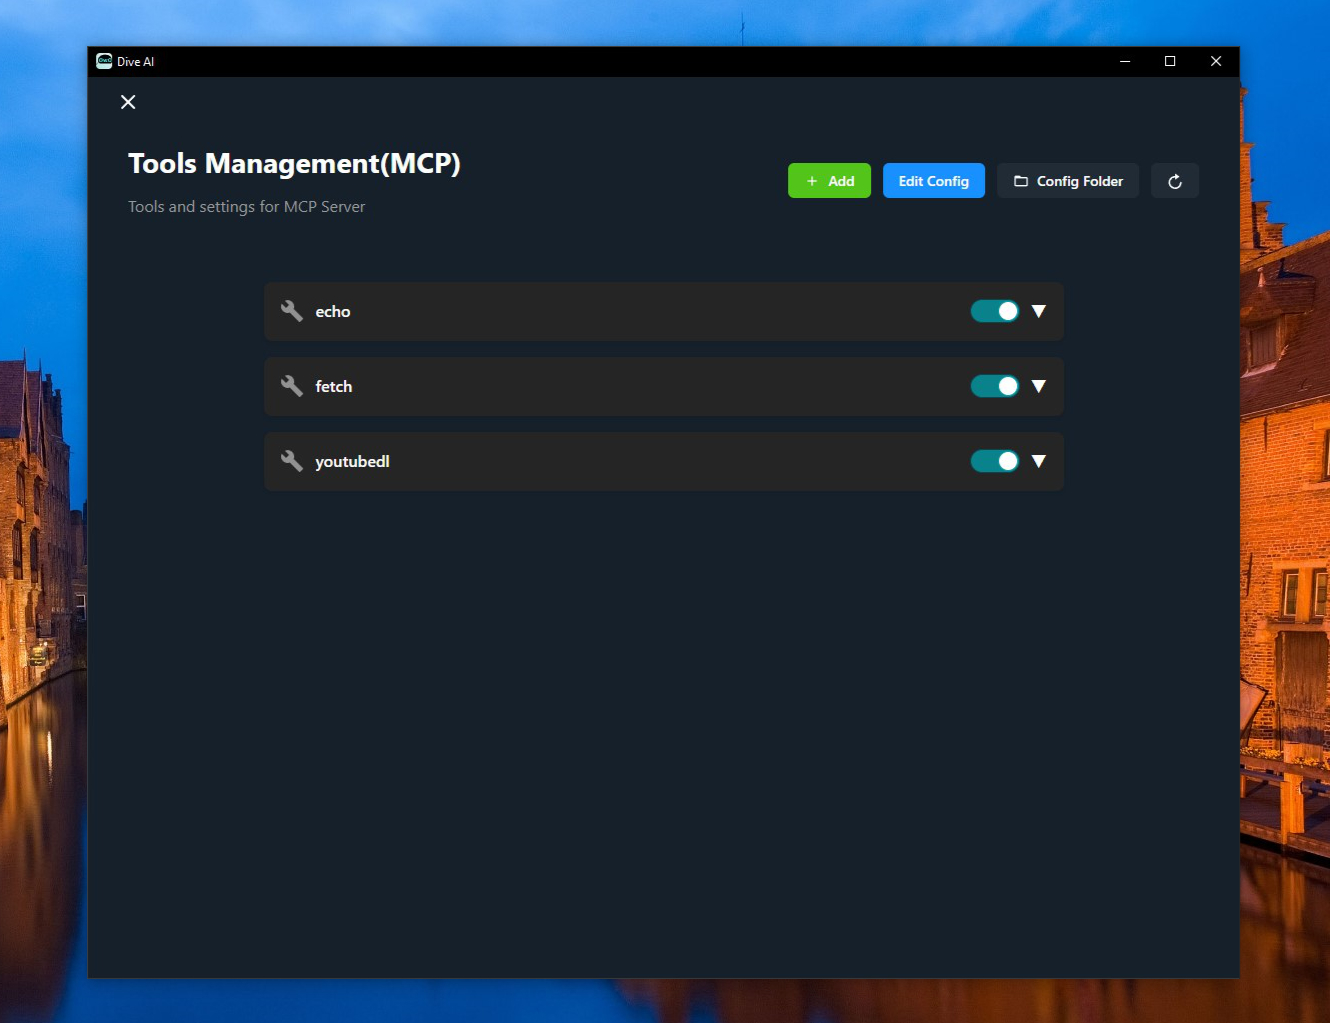 Dive AI
Tools Management(MCP)
Tools and settings for MCP Server
+ Add
Edit Config
Config Folder
echo
fetch
youtubedl